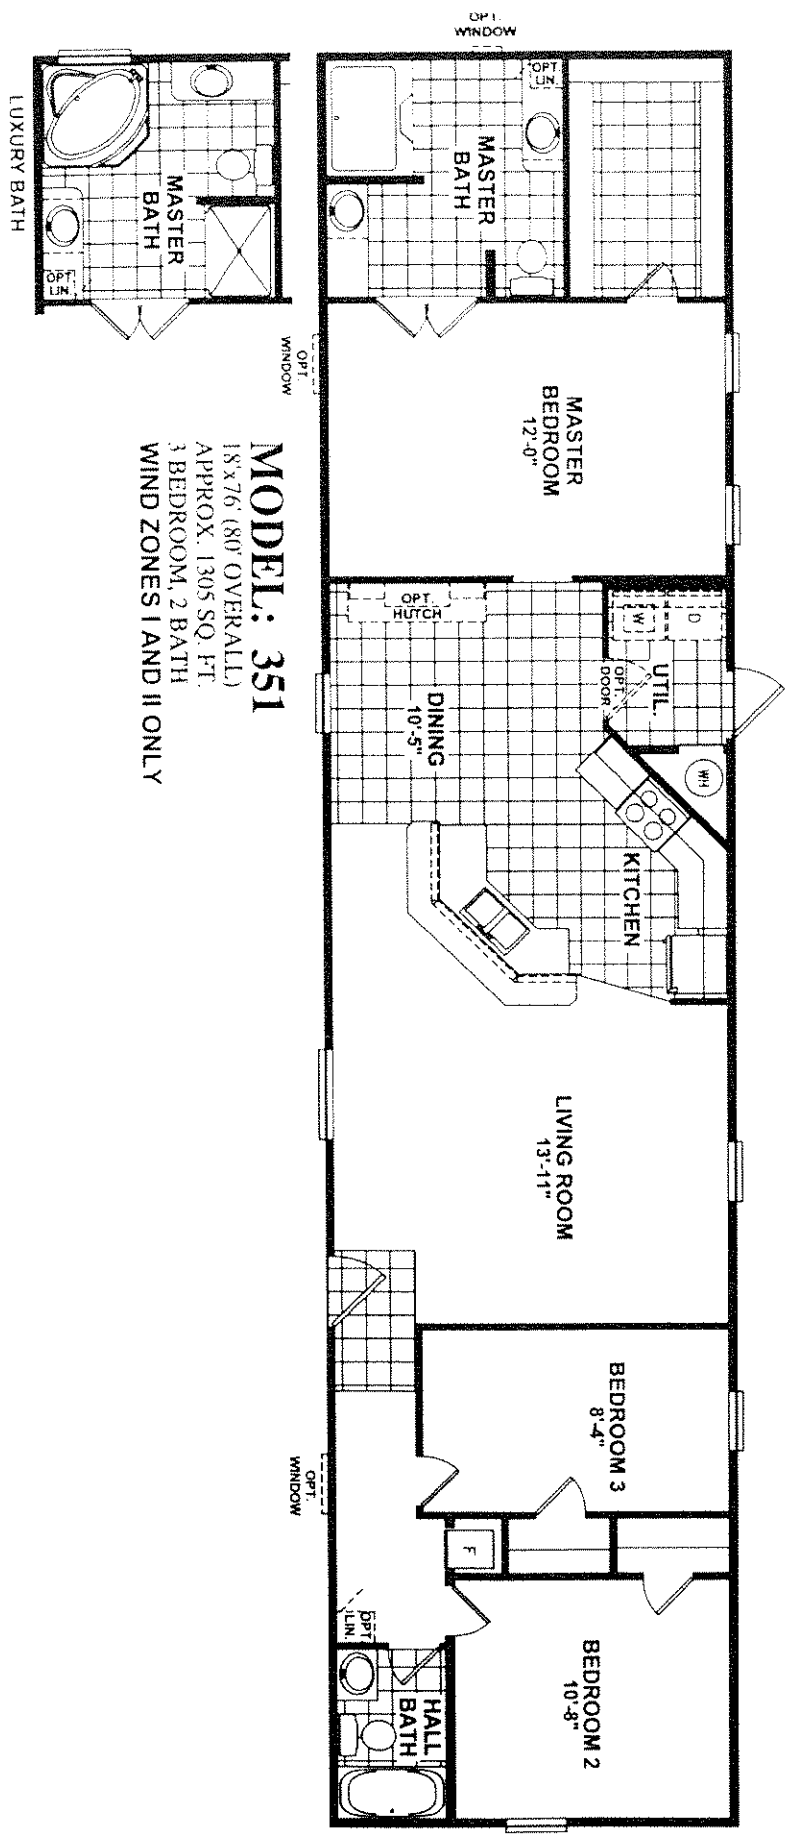 OPT.
WINDOW
OPT.
LIN.
MASTER
BATH
MASTER
BATH
OPT
LIN
LUXURY BATH
OPT.
WINDOW
MASTER
BEDROOM
12'-0"
MODEL: 351
18'x76' (80' OVERALL)
APPROX. 1305 SQ. FT.
3 BEDROOM, 2 BATH
WIND ZONES I AND II ONLY
OPT.
HUTCH
W
D
UTIL.
OPT.
DOOR
WH
DINING
10'-5"
KITCHEN
LIVING ROOM
13'-11"
BEDROOM 3
8'-4"
OPT.
WINDOW
F
OPT
LIN.
BEDROOM 2
10'-8"
HALL
BATH